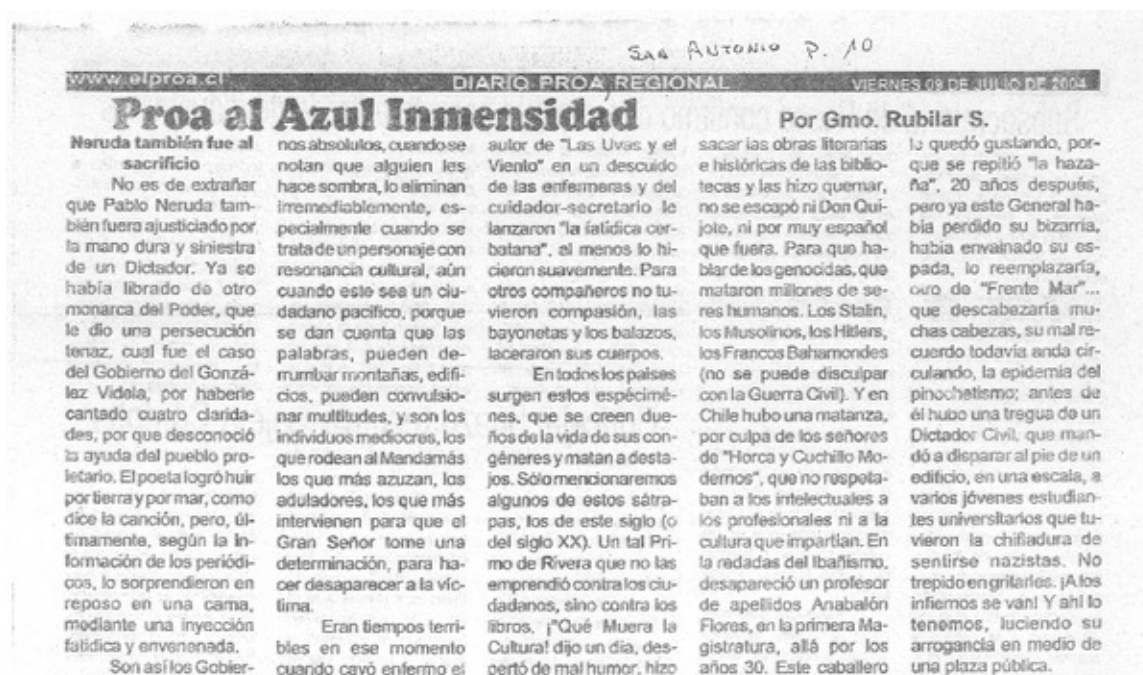 SAN ANTONIO P. 10
www.elproa.cl DIARIO PROA REGIONAL VIERNES 09 DE JULIO DE 2004
Proa al Azul Inmensidad
Por Gmo. Rubilar S.
Neruda también fue al
sacrificio
No es de extrañar
que Pablo Neruda tam-
bién fuera ajusticiado por
la mano dura y siniestra
de un Dictador. Ya se
había librado de otro
monarca del Poder, que
le dio una persecución
tenaz, cual fue el caso
del Gobierno del Gonzá-
lez Videla, por haberle
cantado cuatro clarida-
des, por que desconoció
la ayuda del pueblo pro-
letario. El poeta logró huir
por tierra y por mar, como
dice la canción, pero, úl-
timamente, según la in-
formación de los periódi-
cos, lo sorprendieron en
reposo en una cama,
mediante una inyección
fatídica y envenenada.
Son así los Gobier-
nos absolutos, cuando se
notan que alguien les
hace sombra, lo eliminan
irremediablemente, es-
pecialmente cuando se
trata de un personaje con
resonancia cultural, aún
cuando este sea un ciu-
dadano pacífico, porque
se dan cuenta que las
palabras, pueden de-
rrumbar montañas, edifi-
cios, pueden convulsio-
nar multitudes, y son los
individuos mediocres, los
que rodean al Mandamás
los que más azuzan, los
aduladores, los que más
intervienen para que el
Gran Señor tome una
determinación, para ha-
cer desaparecer a la víc-
tima.
Eran tiempos terri-
bles en ese momento
cuando cayó enfermo el
autor de "Las Uvas y el
Viento" en un descuido
de las enfermeras y del
cuidador-secretario le
lanzaron "la fatídica cer-
batana", al menos lo hi-
cieron suavemente. Para
otros compañeros no tu-
vieron compasión, las
bayonetas y los balazos,
laceraron sus cuerpos.
En todos los países
surgen estos especíme-
nes, que se creen due-
ños de la vida de sus con-
géneres y matan a desta-
jos. Sólo mencionaremos
algunos de estos sátra-
pas, los de este siglo (o
del siglo XX). Un tal Pri-
mo de Rivera que no las
emprendió contra los ciu-
dadanos, sino contra los
libros. ¡"Qué Muera la
Cultura! dijo un día, des-
pertó de mal humor, hizo
sacar las obras literarias
e históricas de las biblio-
tecas y las hizo quemar,
no se escapó ni Don Qui-
jote, ni por muy español
que fuera. Para que ha-
blar de los genocidas, que
mataron millones de se-
res humanos. Los Stalin,
los Musolinos, los Hitlers,
los Francos Bahamondes
(no se puede disculpar
con la Guerra Civil). Y en
Chile hubo una matanza,
por culpa de los señores
de "Horca y Cuchillo Mo-
dernos", que no respeta-
ban a los intelectuales a
los profesionales ni a la
cultura que impartían. En
la redadas del Ibañismo,
desapareció un profesor
de apellidos Anabalón
Flores, en la primera Ma-
gistratura, allá por los
años 30. Este caballero
le quedó gustando, por-
que se repitió "la haza-
ña", 20 años después,
pero ya este General ha-
bía perdido su bizarría,
había envainado su es-
pada, lo reemplazaría,
otro de "Frente Mar"...
que descabezaría mu-
chas cabezas, su mal re-
cuerdo todavía anda cir-
culando, la epidemia del
pinochetismo; antes de
él hubo una tregua de un
Dictador Civil, que man-
dó a disparar al pie de un
edificio, en una escala, a
varios jóvenes estudian-
tes universitarios que tu-
vieron la chifladura de
sentirse nazistas. No
trepido en gritarles. ¡A los
infiernos se van! Y ahí lo
tenemos, luciendo su
arrogancia en medio de
una plaza pública.